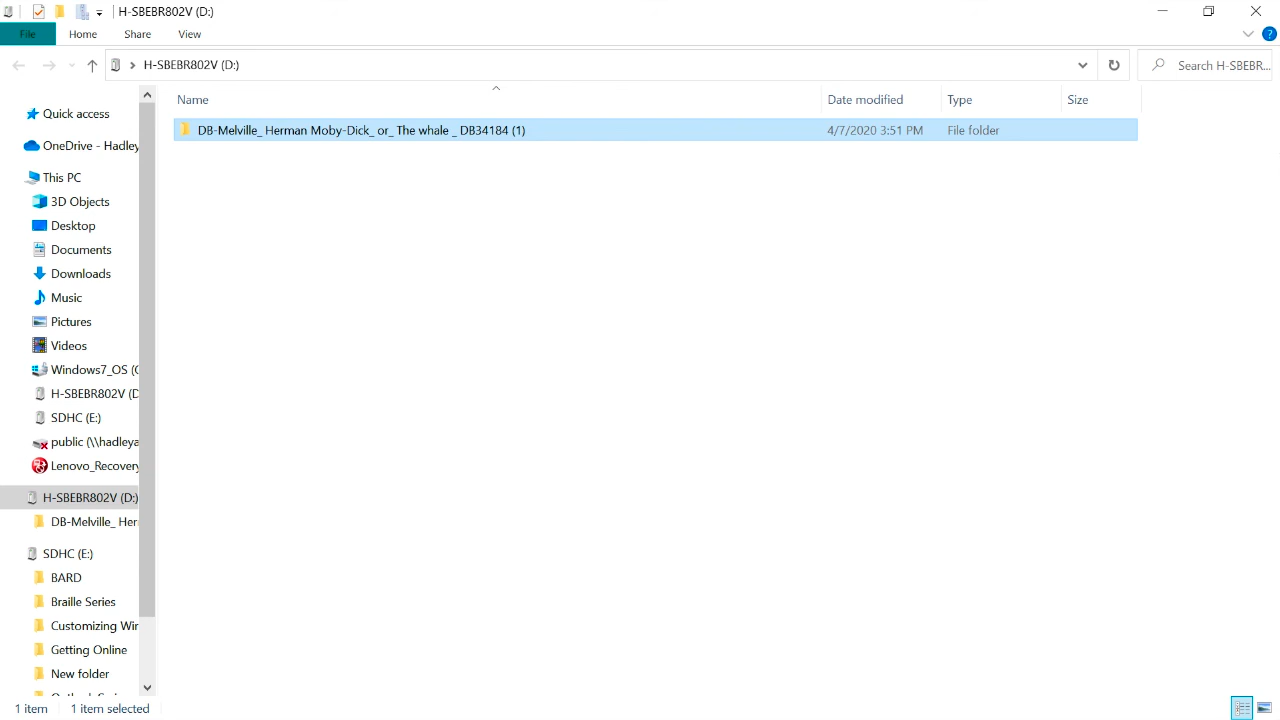 H-SBEBR802V (D:)
File Home Share View
H-SBEBR802V (D:)
Search H-SBEBR...
Name Date modified Type Size
DB-Melville_ Herman Moby-Dick_ or_ The whale _ DB34184 (1) 4/7/2020 3:51 PM File folder
Quick access
OneDrive - Hadley
This PC
3D Objects
Desktop
Documents
Downloads
Music
Pictures
Videos
Windows7_OS (C
H-SBEBR802V (D
SDHC (E:)
public (\\hadleya
Lenovo_Recovery
H-SBEBR802V (D:)
DB-Melville_ Her
SDHC (E:)
BARD
Braille Series
Customizing Win
Getting Online
New folder
1 item 1 item selected